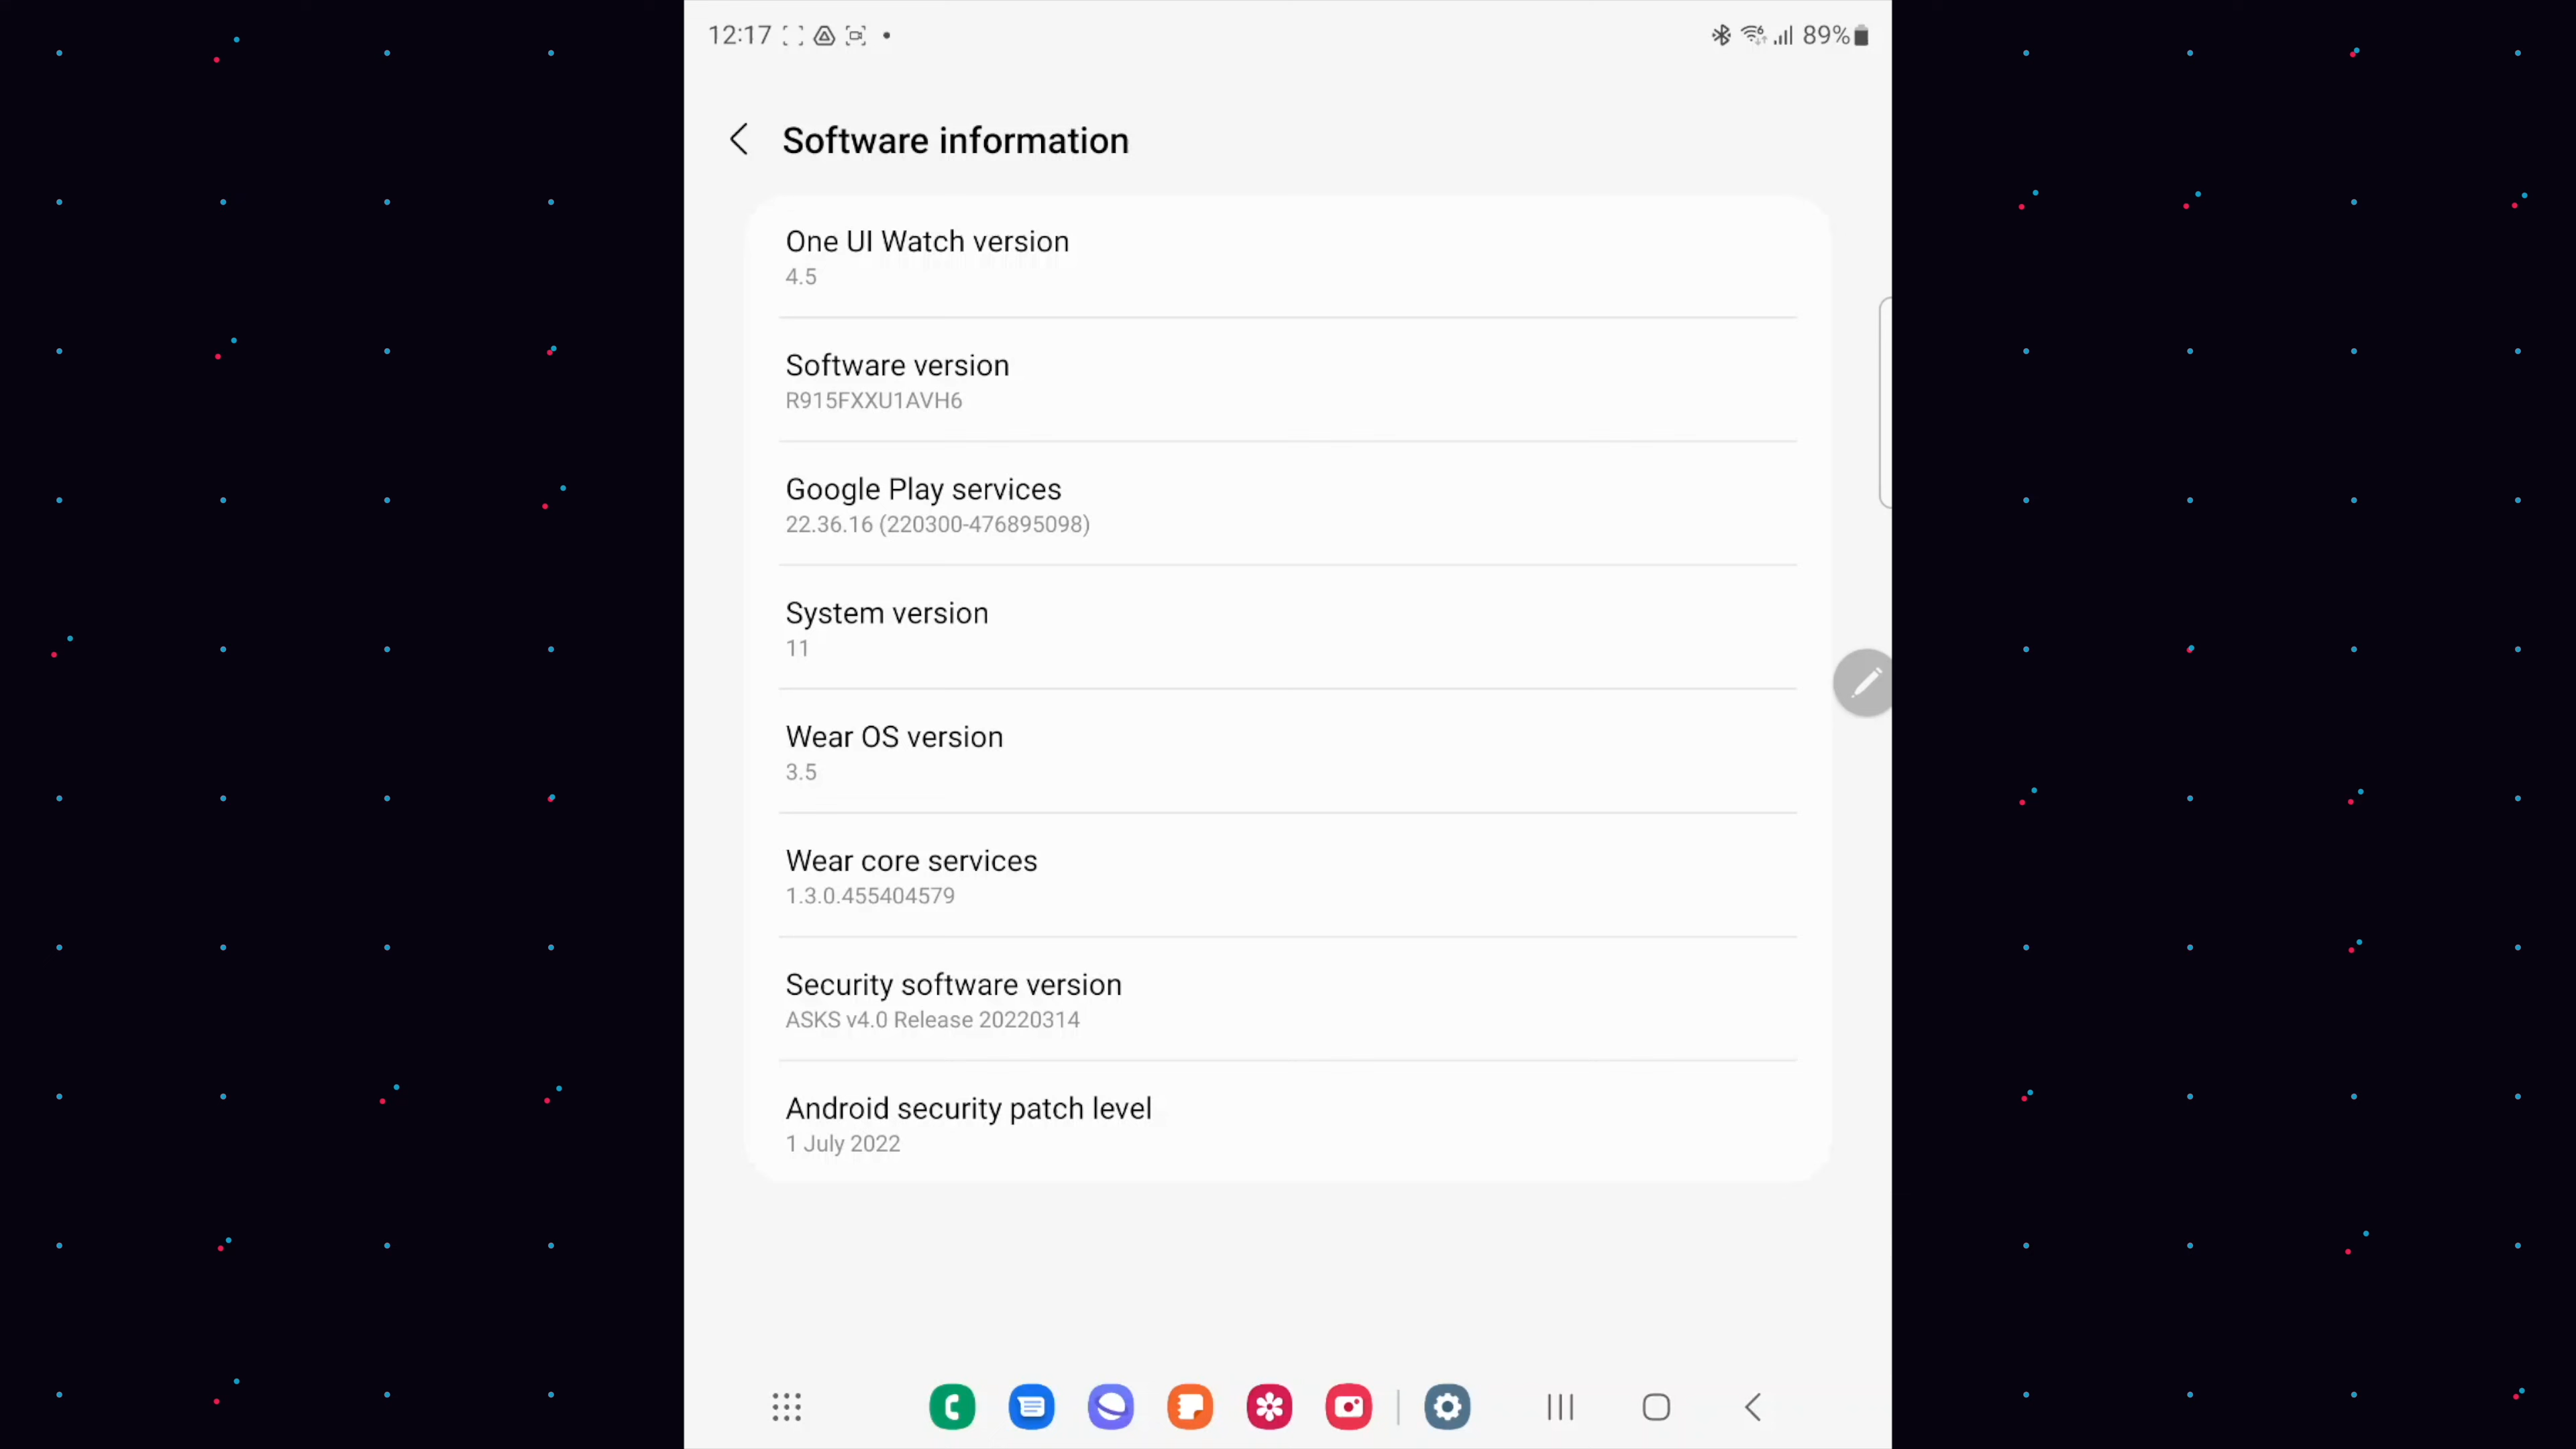 12:17
89%
Software information
One UI Watch version
4.5
Software version
R915FXXU1AVH6
Google Play services
22.36.16 (220300-476895098)
System version
11
Wear OS version
3.5
Wear core services
1.3.0.455404579
Security software version
ASKS v4.0 Release 20220314
Android security patch level
1 July 2022